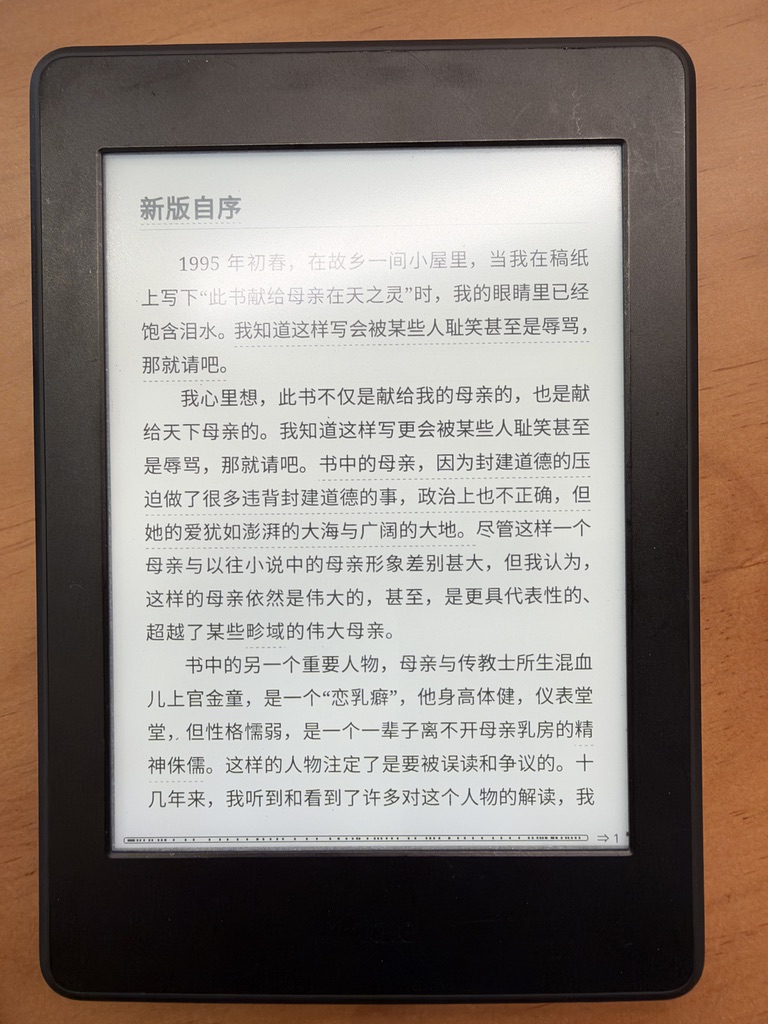 新版自序
1995 年初春，在故乡一间小屋里，当我在稿纸
上写下“此书献给母亲在天之灵”时，我的眼睛里已经
饱含泪水。我知道这样写会被某些人耻笑甚至是辱骂，
那就请吧。
我心里想，此书不仅是献给我的母亲的，也是献
给天下母亲的。我知道这样写更会被某些人耻笑甚至
是辱骂，那就请吧。书中的母亲，因为封建道德的压
迫做了很多违背封建道德的事，政治上也不正确，但
她的爱犹如澎湃的大海与广阔的大地。尽管这样一个
母亲与以往小说中的母亲形象差别甚大，但我认为，
这样的母亲依然是伟大的，甚至，是更具代表性的、
超越了某些畛域的伟大母亲。
书中的另一个重要人物，母亲与传教士所生混血
儿上官金童，是一个“恋乳癖”，他身高体健，仪表堂
堂，但性格懦弱，是一个一辈子离不开母亲乳房的精
神侏儒。这样的人物注定了是要被误读和争议的。十
几年来，我听到和看到了许多对这个人物的解读，我
⇒ 1